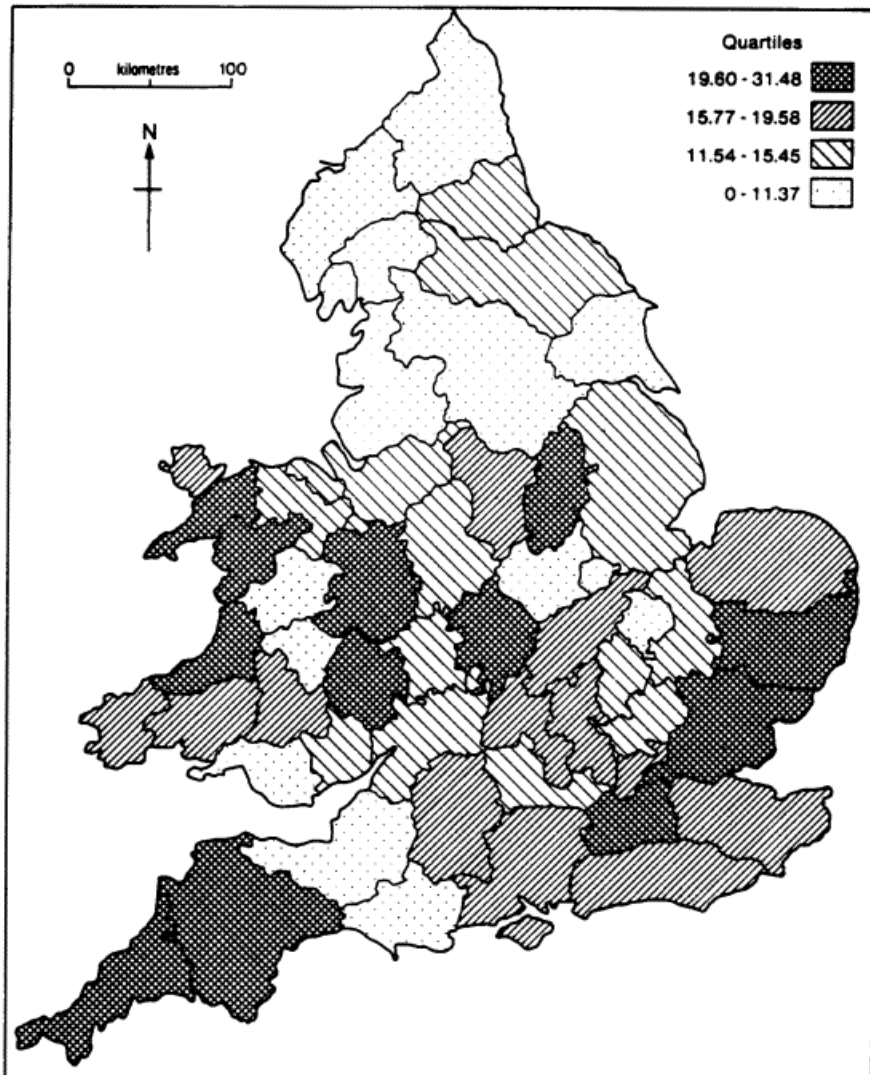 Quartiles
0 kilometres 100
19.60 - 31.48
15.77 - 19.58
N
11.54 - 15.45
0 - 11.37